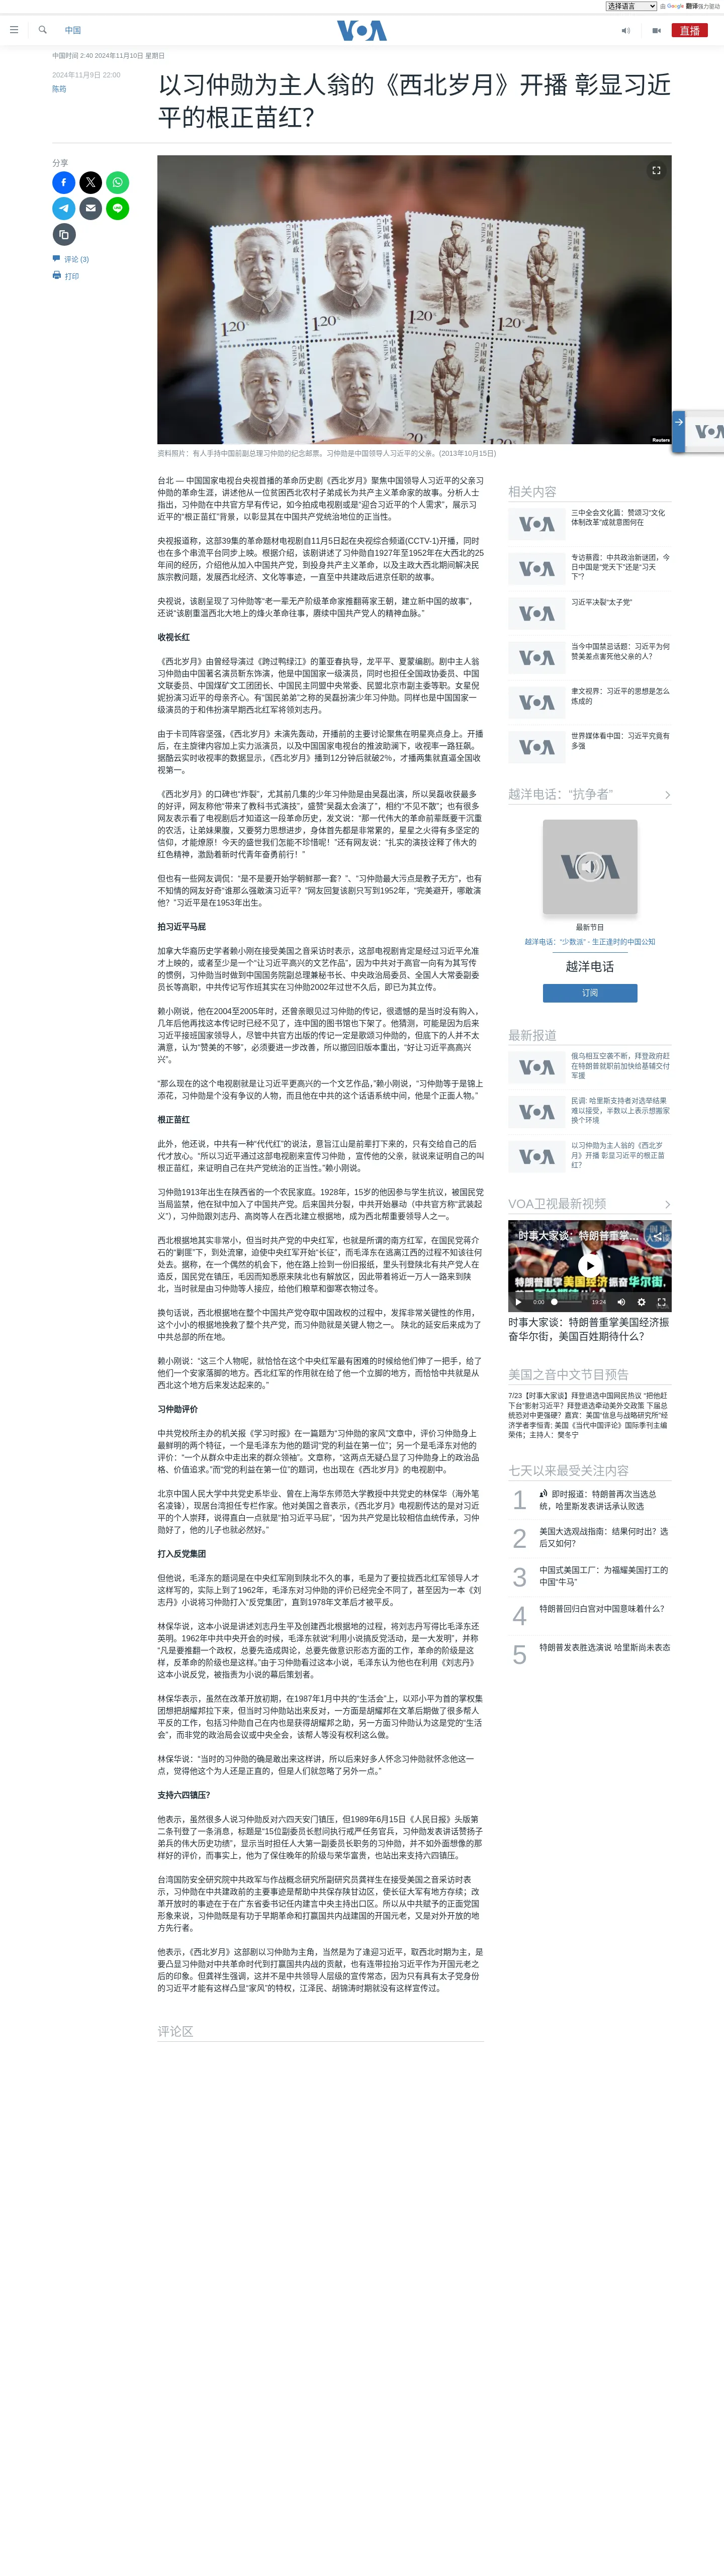 选择语言
由 Google 翻译强力驱动
中国
VOA
直播
中国时间 2:40 2024年11月10日 星期日
2024年11月9日 22:00
陈筠
以习仲勋为主人翁的《西北岁月》开播 彰显习近
平的根正苗红？
分享
评论 (3)
打印
1.20
中国邮政
CHINA
Reuters
资料照片：有人手持中国前副总理习仲勋的纪念邮票。习仲勋是中国领导人习近平的父亲。(2013年10月15日)
台北 — 中国国家电视台央视首播的革命历史剧《西北岁月》聚焦中国领导人习近平的父亲习
仲勋的革命生涯，讲述他从一位贫困西北农村子弟成长为共产主义革命家的故事。分析人士
指出，习仲勋在中共官方早有传记，如今拍成电视剧或是“迎合习近平的个人需求”，展示习
近平的“根正苗红”背景，以彰显其在中国共产党统治地位的正当性。
央视报道称，这部39集的革命题材电视剧自11月5日起在央视综合频道(CCTV-1)开播，同时
也在多个串流平台同步上映。根据介绍，该剧讲述了习仲勋自1927年至1952年在大西北的25
年间的经历，介绍他从加入中国共产党，到投身共产主义革命，以及主政大西北期间解决民
族宗教问题，发展西北经济、文化等事迹，一直至中共建政后进京任职的故事。
央视说，该剧呈现了习仲勋等“老一辈无产阶级革命家推翻蒋家王朝，建立新中国的故事”，
还说“该剧重温西北大地上的烽火革命往事，赓续中国共产党人的精神血脉。”
收视长红
《西北岁月》由曾经导演过《跨过鸭绿江》的董亚春执导，龙平平、夏蒙编剧。剧中主人翁
习仲勋由中国著名演员靳东饰演，他是中国国家一级演员，同时也担任全国政协委员、中国
文联委员、中国煤矿文工团团长、中国民主同盟中央常委、民盟北京市副主委等职。女星倪
妮扮演习近平的母亲齐心。有“国民弟弟”之称的吴磊扮演少年习仲勋。同样也是中国国家一
级演员的于和伟扮演早期西北红军将领刘志丹。
由于卡司阵容坚强，《西北岁月》未演先轰动，开播前的主要讨论聚焦在明星亮点身上。开播
后，在主旋律内容加上实力派演员，以及中国国家电视台的推波助澜下，收视率一路狂飙。
据酷云实时收视率的数据显示，《西北岁月》播到12分钟后就破2％，才播两集就直逼全国收
视第一。
《西北岁月》的口碑也“炸裂”，尤其前几集的少年习仲勋是由吴磊出演，所以吴磊收获最多
的好评，网友称他“带来了教科书式演技”，盛赞“吴磊太会演了”，相约“不见不散”；也有很多
网友表示看了电视剧后才知道这一段革命历史，发文说：“那一代伟大的革命前辈既要干沉重
的农活，让弟妹果腹，又要努力思想进步，身体首先都是非常累的，星星之火得有多坚定的
信仰，才能燎原！今天的盛世我们怎能不珍惜呢！”还有网友说：“扎实的演技诠释了伟大的
红色精神，激励着新时代青年奋勇前行！”
但也有一些网友调侃：“是不是要开始学朝鲜那一套？”、“习仲勋最大污点是教子无方”，也有
不知情的网友好奇“谁那么强敢演习近平？”网友回复该剧只写到1952年，“完美避开，哪敢演
他？”习近平是在1953年出生。
拍习近平马屁
加拿大华裔历史学者赖小刚在接受美国之音采访时表示，这部电视剧肯定是经过习近平允准
才上映的，或者至少是一个“让习近平高兴的文艺作品”，因为中共对于高官一向有为其写传
的惯例，习仲勋当时做到中国国务院副总理兼秘书长、中央政治局委员、全国人大常委副委
员长等高职，中共传记写作班其实在习仲勋2002年过世不久后，即已为其立传。
赖小刚说，他在2004至2005年时，还曾亲眼见过习仲勋的传记，很遗憾的是当时没有购入，
几年后他再找这本传记时已经不见了，连中国的图书馆也下架了。他猜测，可能是因为后来
习近平接班国家领导人，尽管中共官方出版的传记一定是歌颂习仲勋的，但底下的人并不太
满意，认为“赞美的不够”，必须要进一步改善，所以撤回旧版本重出，“好让习近平高高兴
兴”。
“那么现在的这个电视剧就是让习近平更高兴的一个文艺作品，”赖小刚说，“习仲勋等于是锦上
添花，习仲勋是个没有争议的人物，而且他在中共的这个话语系统中间，他是个正面人物。”
根正苗红
此外，他还说，中共有一种“代代红”的说法，意旨江山是前辈打下来的，只有交给自己的后
代才放心。“所以习近平通过这部电视剧来宣传习仲勋 ，宣传他的父亲，就说来证明自己的叫
根正苗红，来证明自己在共产党统治的正当性。”赖小刚说。
习仲勋1913年出生在陕西省的一个农民家庭。1928年，15岁的他因参与学生抗议，被国民党
当局监禁，他在狱中加入了中国共产党。后来国共分裂，中共开始暴动（中共官方称“武装起
义”），习仲勋跟刘志丹、高岗等人在西北建立根据地，成为西北帮重要领导人之一。
西北根据地其实非常小，但当时共产党的中央红军，也就是所谓的南方红军，在国民党蒋介
石的“剿匪”下，到处流窜，迫使中央红军开始“长征”，而毛泽东在逃离江西的过程不知该往何
处去。据称，在一个偶然的机会下，他在路上捡到一份旧报纸，里头刊登陕北有共产党人在
造反，国民党在镇压，毛因而知悉原来陕北也有解放区，因此带着将近一万人一路来到陕
北，当时就是由习仲勋等人接应，给他们粮草和御寒衣物过冬。
换句话说，西北根据地在整个中国共产党夺取中国政权的过程中，发挥非常关键性的作用，
这个小小的根据地挽救了整个共产党，而习仲勋就是关键人物之一。 陕北的延安后来成为了
中共总部的所在地。
赖小刚说：“这三个人物呢，就恰恰在这个中央红军最有困难的时候给他们伸了一把手，给了
他们一个安家落脚的地方。西北红军的作用就在给了他一个立脚的地方，而恰恰中共就是从
西北这个地方后来发达起来的。”
习仲勋评价
中共党校所主办的机关报《学习时报》在一篇题为“习仲勋的家风”文章中，评价习仲勋身上
最鲜明的两个特征，一个是毛泽东为他的题词“党的利益在第一位”；另一个是毛泽东对他的
评价：“一个从群众中走出来的群众领袖”。文章称，“这两点无疑凸显了习仲勋身上的政治品
格、价值追求。”而“党的利益在第一位”的题词，也出现在《西北岁月》的电视剧中。
北京中国人民大学中共党史系毕业、曾在上海华东师范大学教授中共党史的林保华（海外笔
名凌锋），现居台湾担任专栏作家。他对美国之音表示，《西北岁月》电视剧传达的是对习近
平的个人崇拜，说得直白一点就是“拍习近平马屁”，“因为共产党是比较相信血统传承，习仲
勋好了，他的儿子也就必然好。”
打入反党集团
但他说，毛泽东的题词是在中央红军刚到陕北不久的事，毛是为了要拉拢西北红军领导人才
这样写的，实际上到了1962年，毛泽东对习仲勋的评价已经完全不同了，甚至因为一本《刘
志丹》小说将习仲勋打入“反党集团”，直到1978年文革后才被平反。
林保华说，这本小说是讲述刘志丹生平及创建西北根据地的过程，将刘志丹写得比毛泽东还
英明。1962年中共中央开会的时候，毛泽东就说“利用小说搞反党活动，是一大发明”，并称
“凡是要推翻一个政权，总要先造成舆论，总要先做意识形态方面的工作，革命的阶级是这
样，反革命的阶级也是这样。”由于习仲勋看过这本小说，毛泽东认为他也在利用《刘志丹》
这本小说反党，被指责为小说的幕后策划者。
林保华表示，虽然在改革开放初期，在1987年1月中共的“生活会”上，以邓小平为首的掌权集
团想把胡耀邦拉下来，但当时习仲勋站出来反对，一方面是胡耀邦在文革后期做了很多帮人
平反的工作，包括习仲勋自己在内也是获得胡耀邦之助，另一方面习仲勋认为这是党的“生活
会”，而非党的政治局会议或中央全会，该帮人等没有权利这么做。
林保华说：“当时的习仲勋的确是敢出来这样讲，所以后来好多人怀念习仲勋就怀念他这一
点，觉得他这个为人还是正直的，但是人们就忽略了另外一点。”
支持六四镇压？
他表示，虽然很多人说习仲勋反对六四天安门镇压，但1989年6月15日《人民日报》头版第
二条刊登了一条消息，标题是“15位副委员长慰问执行戒严任务官兵，习仲勋发表讲话赞扬子
弟兵的伟大历史功绩”，显示当时担任人大第一副委员长职务的习仲勋，并不如外面想像的那
样好的评价，而事实上，他为了保住晚年的阶级与荣华富贵，也站出来支持六四镇压。
台湾国防安全研究院中共政军与作战概念研究所副研究员龚祥生在接受美国之音采访时表
示，习仲勋在中共建政前的主要事迹是帮助中共保存陕甘边区，使长征大军有地方存续；改
革开放时的事迹在于在广东省委书记任内建言中央主持出口区。所以从中共赋予的正面党国
形象来说，习仲勋既是有功于早期革命和打赢国共内战建国的开国元老，又是对外开放的地
方先行者。
他表示，《西北岁月》这部剧以习仲勋为主角，当然是为了逢迎习近平，取西北时期为主，是
要凸显习仲勋对中共革命时代到打赢国共内战的贡献，也有连带拉抬习近平作为开国元老之
后的印象。但龚祥生强调，这并不是中共领导人层级的宣传常态，因为只有具有太子党身份
的习近平才能有这样凸显“家风”的特权，江泽民、胡锦涛时期就没有这样宣传过。
评论区
相关内容
三中全会文化篇：赞颂习“文化
体制改革”成就意图何在
专访蔡霞：中共政治新谜团，今
日中国是“党天下”还是“习天
下”？
习近平决裂“太子党”
当今中国禁忌话题：习近平为何
赞美差点害死他父亲的人？
聿文视界：习近平的思想是怎么
炼成的
世界媒体看中国：习近平究竟有
多强
越洋电话：“抗争者”
最新节目
越洋电话：“少数派” - 生正逢时的中国公知
越洋电话
订阅
最新报道
俄乌相互空袭不断，拜登政府赶
在特朗普就职前加快给基辅交付
军援
民调: 哈里斯支持者对选举结果
难以接受，半数以上表示想搬家
换个环境
以习仲勋为主人翁的《西北岁
月》开播 彰显习近平的根正苗
红？
VOA卫视最新视频
时事大家谈：特朗普重掌...
特朗普重掌美国经济振奋华尔街，
0:00
19:24
时事大家谈：特朗普重掌美国经济振
奋华尔街，美国百姓期待什么？
美国之音中文节目预告
7/23【时事大家谈】拜登退选中国网民热议 “把他赶
下台”影射习近平？拜登退选牵动美外交政策 下届总
统恐对中更强硬？嘉宾：美国“信息与战略研究所”经
济学者李恒青; 美国《当代中国评论》国际季刊主编
荣伟；主持人：樊冬宁
七天以来最受关注内容
1
即时报道：特朗普再次当选总
统，哈里斯发表讲话承认败选
2
美国大选观战指南：结果何时出？选
后又如何？
3
中国式美国工厂：为福耀美国打工的
中国“牛马”
4
特朗普回归白宫对中国意味着什么？
5
特朗普发表胜选演说 哈里斯尚未表态